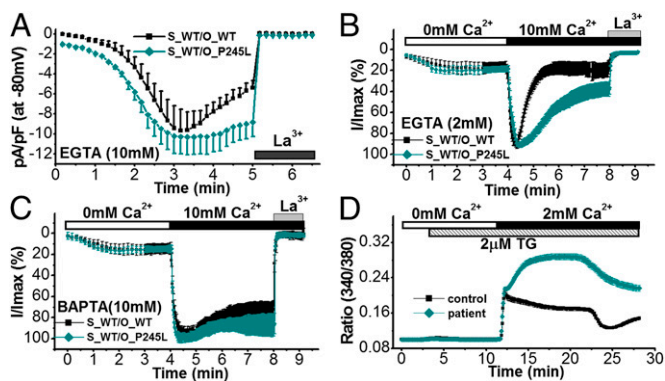 A
S_WT/O_WT
S_WT/O_P245L
pA/pF (at -80mV)
0
-2
-4
-6
-8
-10
-12
EGTA (10mM)
La3+
0 1 2 3 4 5 6
Time (min)
B
0mM Ca2+ 10mM Ca2+ La3+
I/Imax (%)
0
20
40
60
80
100
EGTA (2mM)
S_WT/O_WT
S_WT/O_P245L
0 1 2 3 4 5 6 7 8 9
Time (min)
C
0mM Ca2+ 10mM Ca2+ La3+
I/Imax (%)
0
20
40
60
80
100
BAPTA(10mM)
S_WT/O_WT
S_WT/O_P245L
0 1 2 3 4 5 6 7 8 9
Time (min)
D
0mM Ca2+ 2mM Ca2+
2µM TG
Ratio (340/380)
0.32
0.24
0.16
0.08
control
patient
0 5 10 15 20 25 30
Time (min)